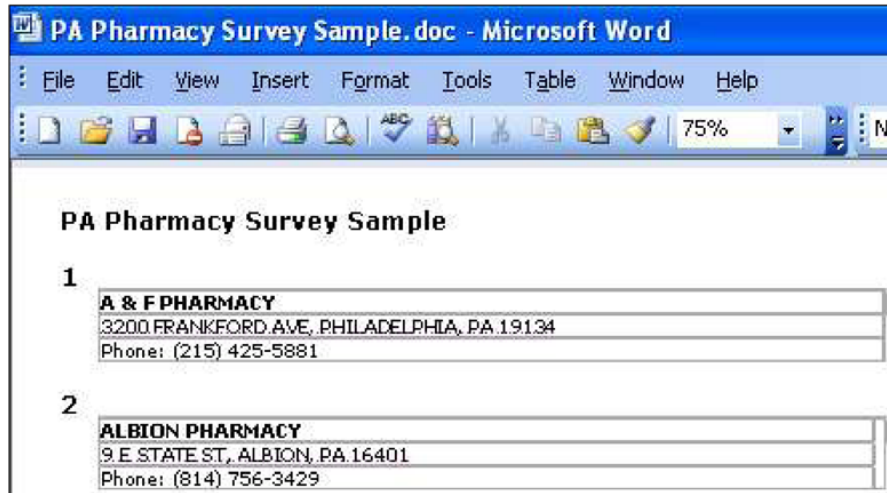 PA Pharmacy Survey Sample.doc - Microsoft Word
File Edit View Insert Format Tools Table Window Help
ABC 75% N
PA Pharmacy Survey Sample
1
A & F PHARMACY
3200 FRANKFORD AVE, PHILADELPHIA, PA 19134
Phone: (215) 425-5881
2
ALBION PHARMACY
9 E STATE ST, ALBION, PA 16401
Phone: (814) 756-3429